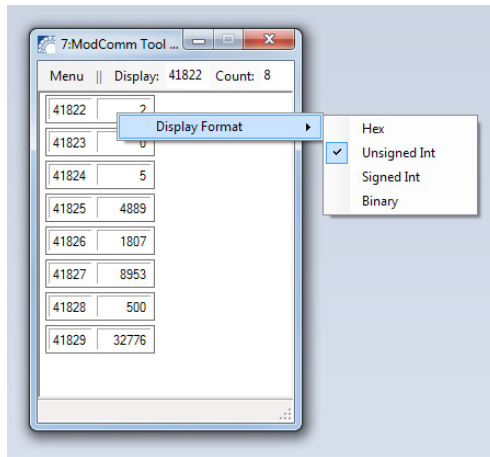 7:ModComm Tool ...
Menu || Display: 41822 Count: 8
41822 2
Display Format
Hex
41823 0
Unsigned Int
41824 5
Signed Int
Binary
41825 4889
41826 1807
41827 8953
41828 500
41829 32776